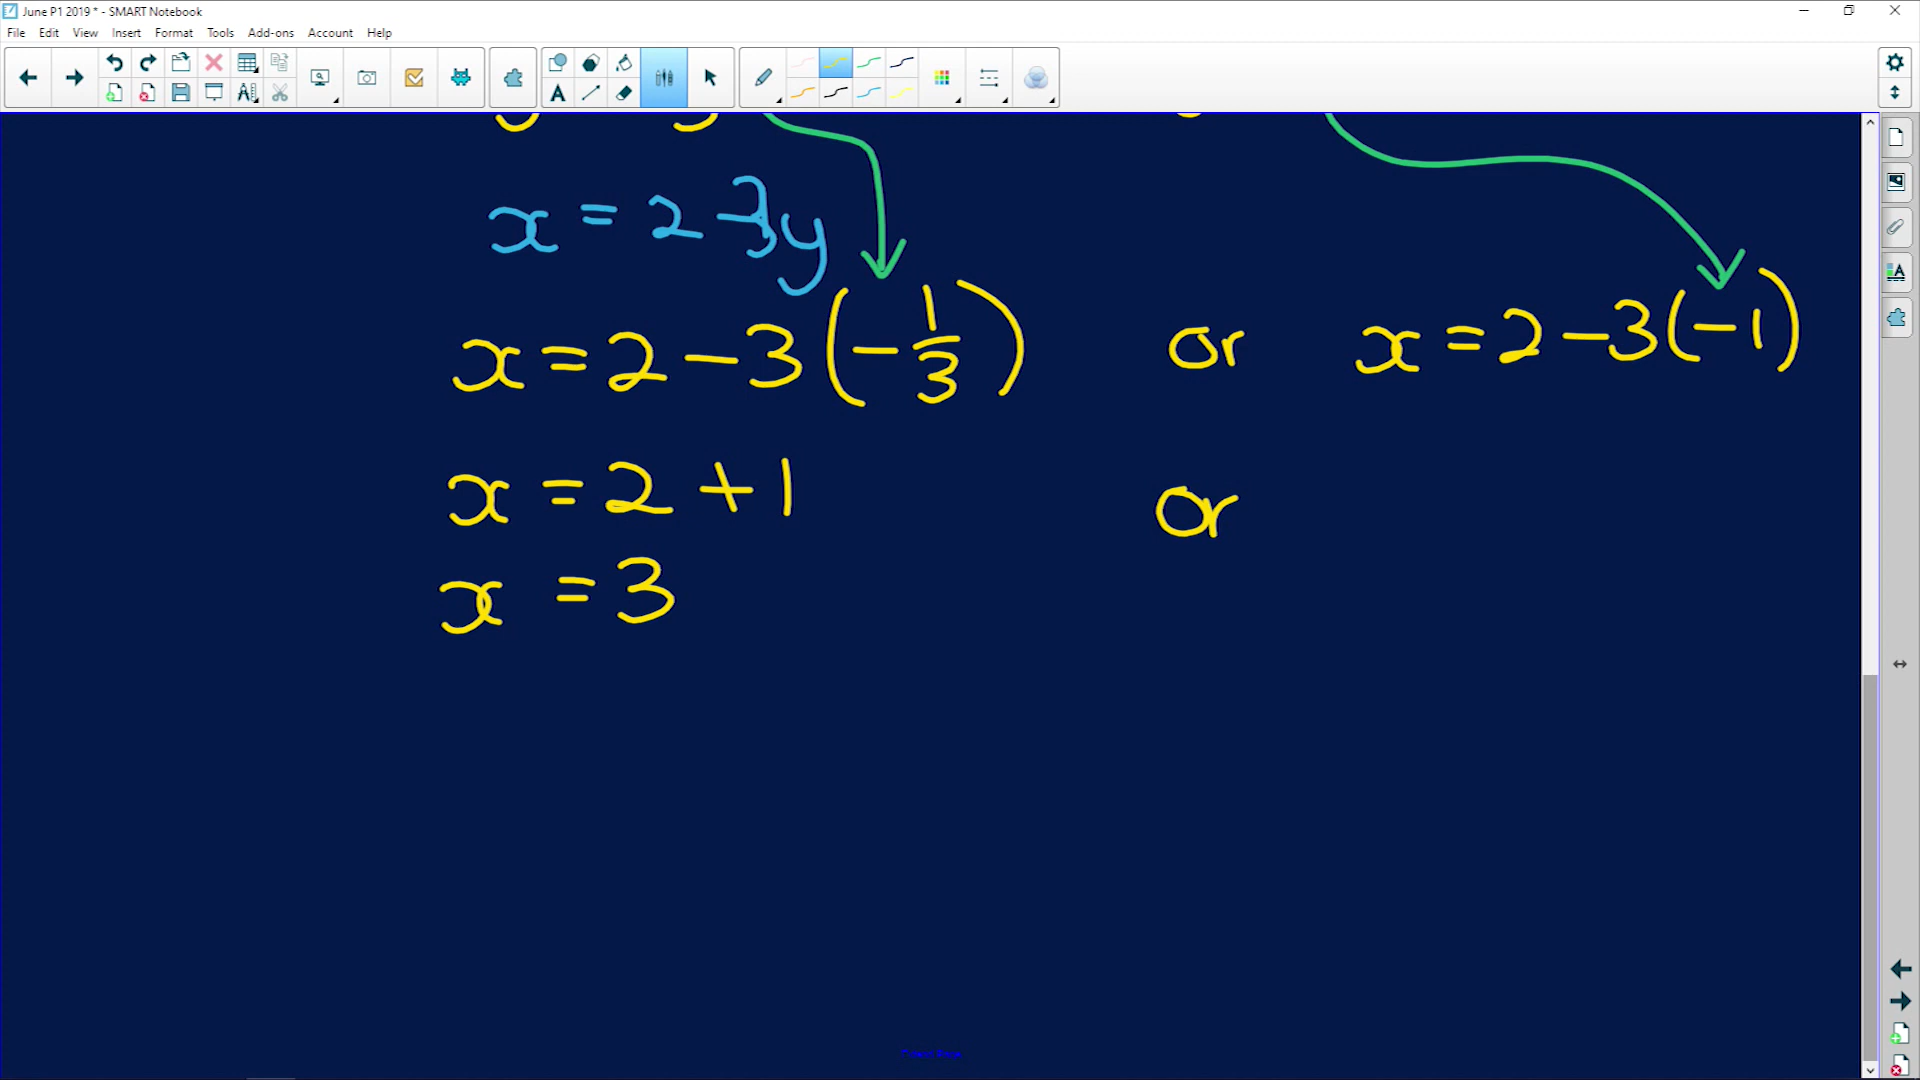 June P1 2019 * - SMART Notebook
File Edit View Insert Format Tools Add-ons Account Help
x = 2 - 3y
x = 2 - 3(-1/3) or x = 2 - 3(-1)
x = 2 + 1 or
x = 3